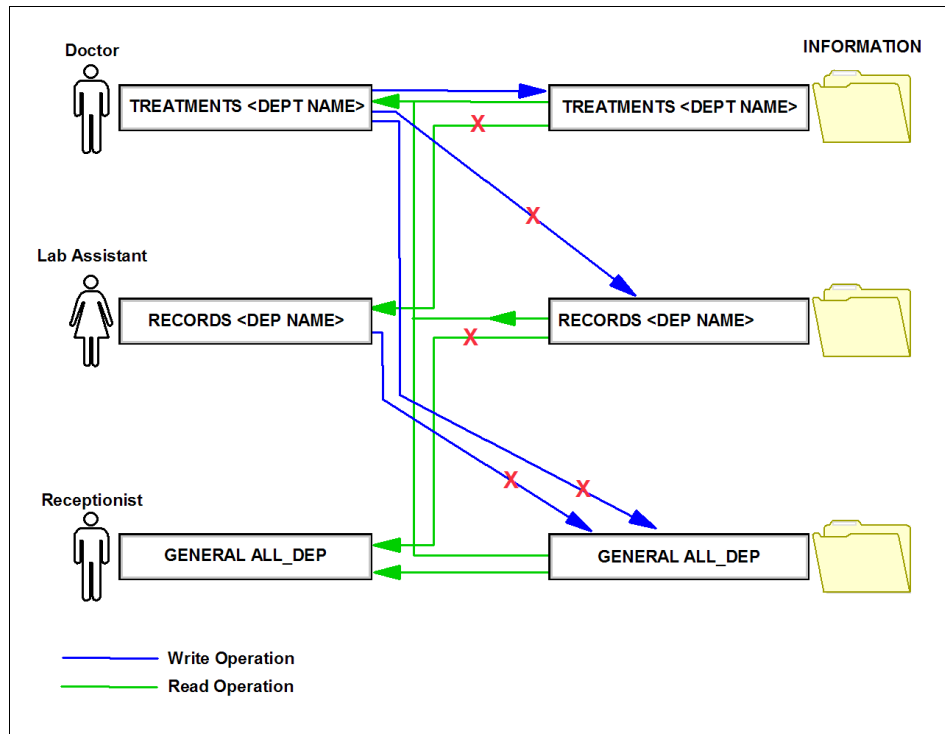 Doctor
INFORMATION
TREATMENTS <DEPT NAME>
TREATMENTS <DEPT NAME>
X
X
Lab Assistant
RECORDS <DEP NAME>
RECORDS <DEP NAME>
X
Receptionist
X
X
GENERAL ALL_DEP
GENERAL ALL_DEP
Write Operation
Read Operation